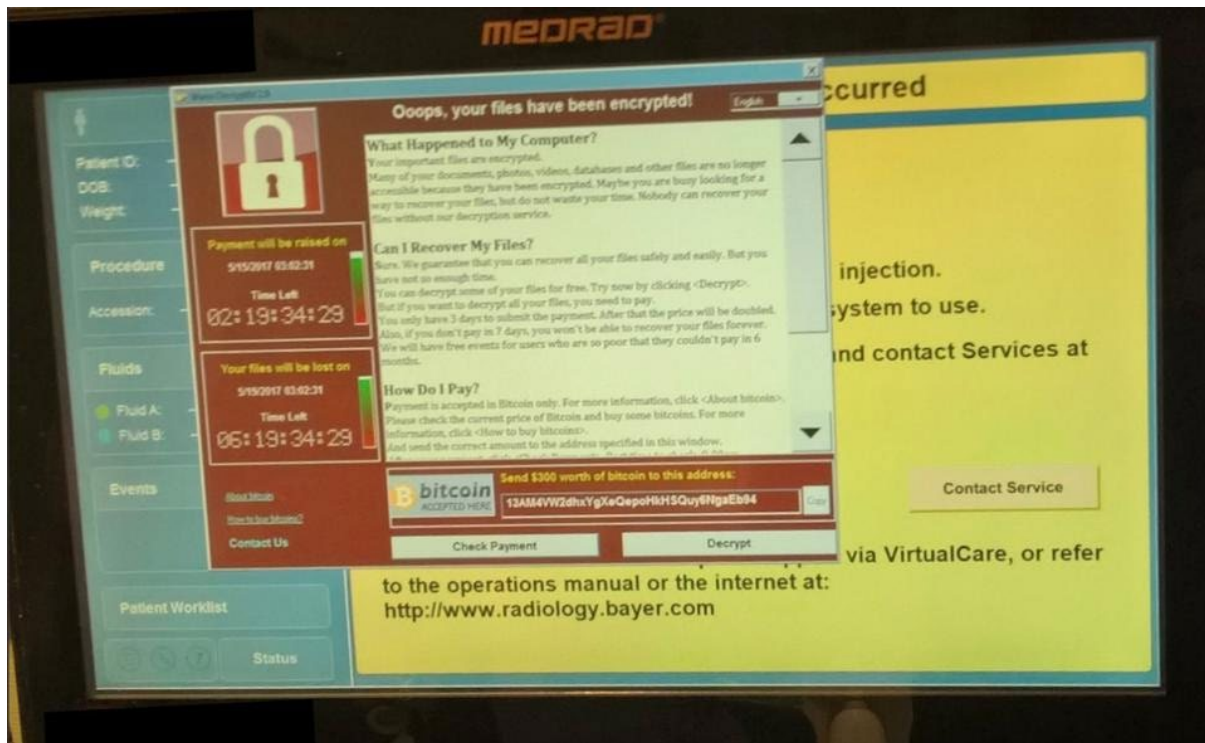 MEDRAD
ccurred
Patient ID:
DOB:
Weight:
Procedure
Accession:
Fluids
Fluid A:
Fluid B:
Events
Patient Worklist
Status
Ooops, your files have been encrypted!
English
What Happened to My Computer?
Your important files are encrypted.
Many of your documents, photos, videos, databases and other files are no longer
accessible because they have been encrypted. Maybe you are busy looking for a
way to recover your files, but do not waste your time. Nobody can recover your
files without our decryption service.
Can I Recover My Files?
Sure. We guarantee that you can recover all your files safely and easily. But you
have not so enough time.
You can decrypt some of your files for free. Try now by clicking <Decrypt>.
But if you want to decrypt all your files, you need to pay.
You only have 3 days to submit the payment. After that the price will be doubled.
Also, if you don't pay in 7 days, you won't be able to recover your files forever.
We will have free events for users who are so poor that they couldn't pay in 6
months.
How Do I Pay?
Payment is accepted in Bitcoin only. For more information, click <About bitcoin>.
Please check the current price of Bitcoin and buy some bitcoins. For more
information, click <How to buy bitcoins>.
And send the correct amount to the address specified in this window.
Payment will be raised on
5/15/2017 03:02:31
Time Left
02:19:34:29
Your files will be lost on
5/19/2017 03:02:31
Time Left
06:19:34:29
About bitcoin
How to buy bitcoins?
Contact Us
bitcoin
ACCEPTED HERE
Send $300 worth of bitcoin to this address:
13AM4VW2dhxYgXeQepoHkHSQuy6NgaEb94
Copy
Check Payment
Decrypt
injection.
ystem to use.
and contact Services at
Contact Service
via VirtualCare, or refer
to the operations manual or the internet at:
http://www.radiology.bayer.com